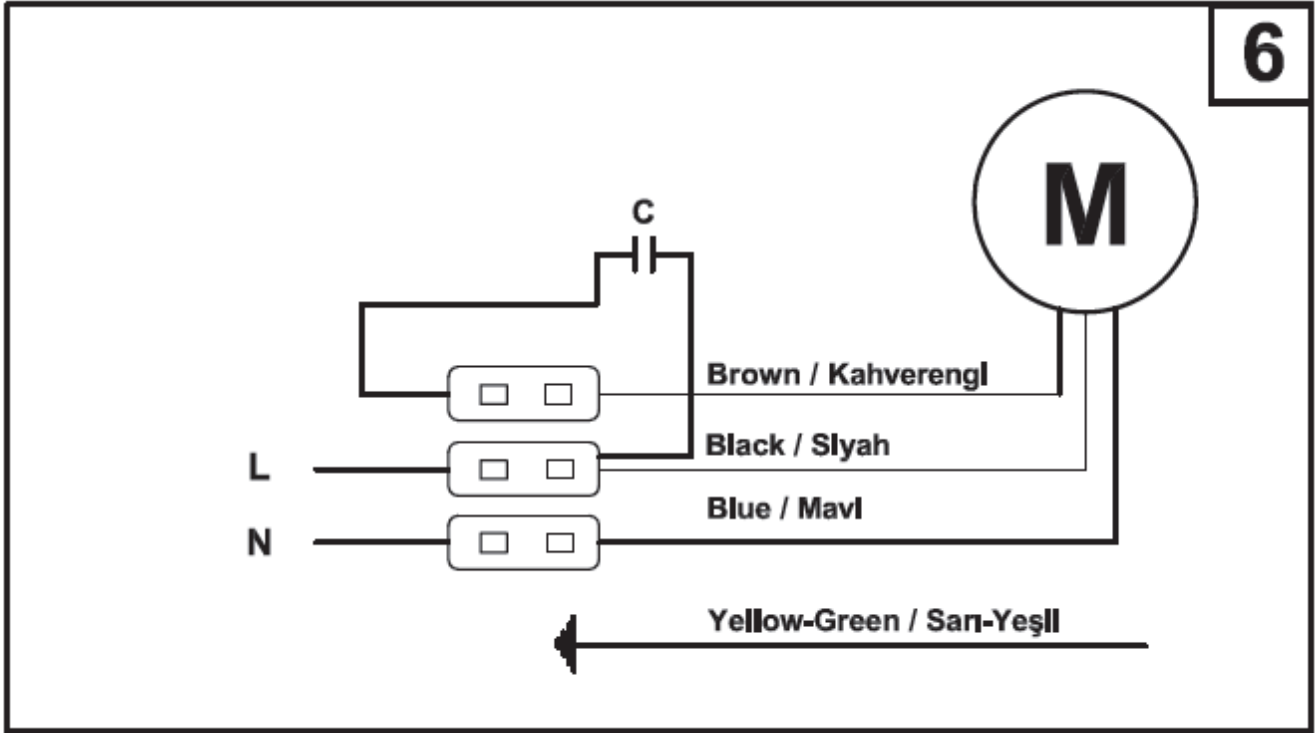 6
M
C
Brown / Kahverengl
Black / Slyah
L
Blue / Mavl
N
Yellow-Green / Sarı-Yeşll